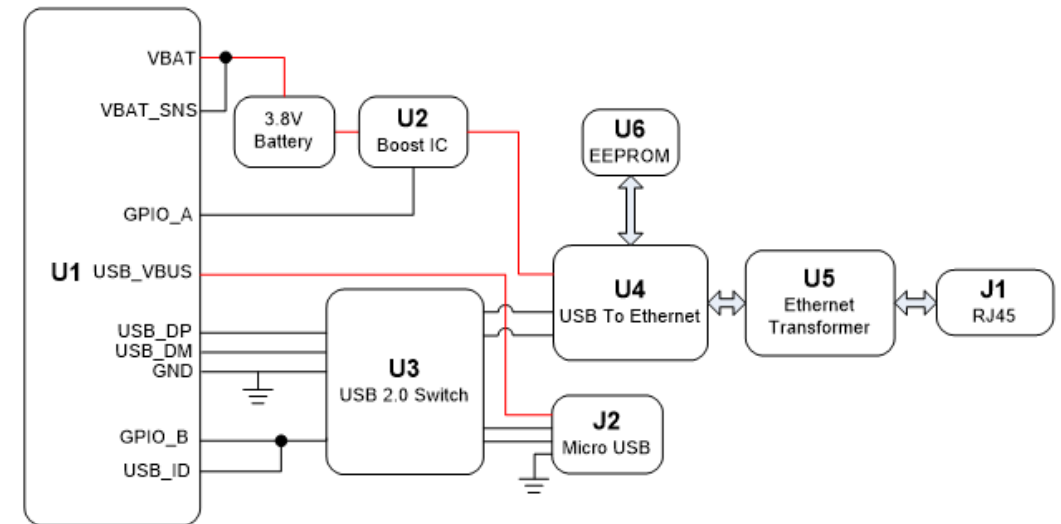 VBAT
VBAT_SNS
3.8V
Battery
U2
Boost IC
U6
EEPROM
GPIO_A
U1
USB_VBUS
U4
USB To Ethernet
U5
Ethernet
Transformer
J1
RJ45
USB_DP
USB_DM
GND
U3
USB 2.0 Switch
GPIO_B
USB_ID
J2
Micro USB